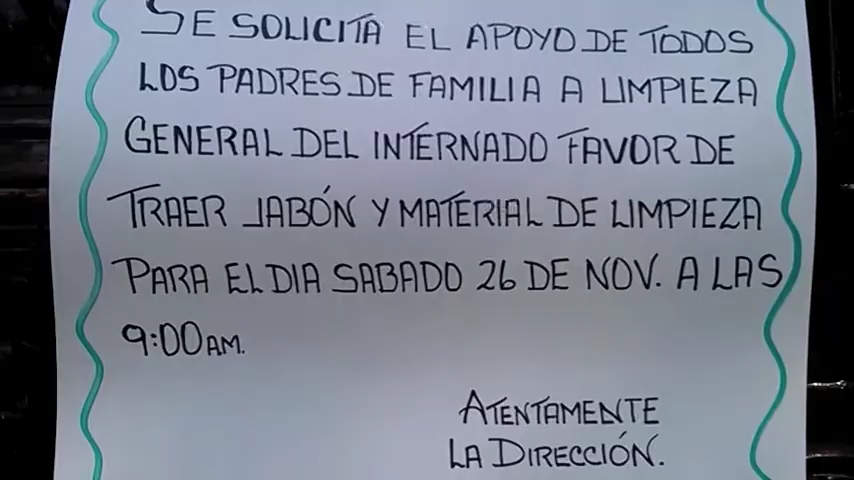 SE SOLICITA EL APOYO DE TODOS
LOS PADRES DE FAMILIA A LIMPIEZA
GENERAL DEL INTERNADO FAVOR DE
TRAER JABÓN Y MATERIAL DE LIMPIEZA
PARA EL DIA SABADO 26 DE NOV. A LAS
9:00 AM.
ATENTAMENTE
LA DIRECCIÓN.